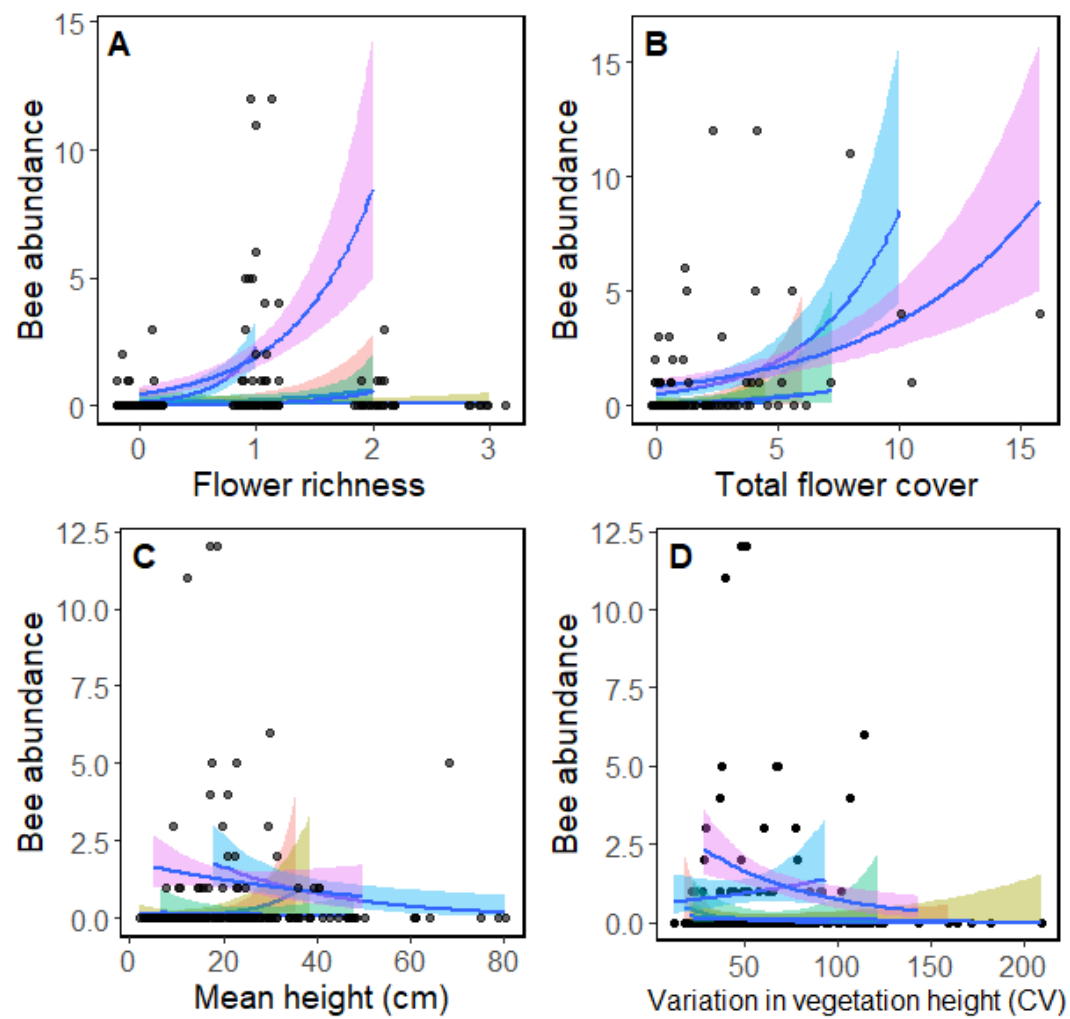 A
Bee abundance
15
10
5
0
0 1 2 3
Flower richness
B
Bee abundance
15
10
5
0
0 5 10 15
Total flower cover
C
Bee abundance
12.5
10.0
7.5
5.0
2.5
0.0
0 20 40 60 80
Mean height (cm)
D
Bee abundance
12.5
10.0
7.5
5.0
2.5
0.0
50 100 150 200
Variation in vegetation height (CV)